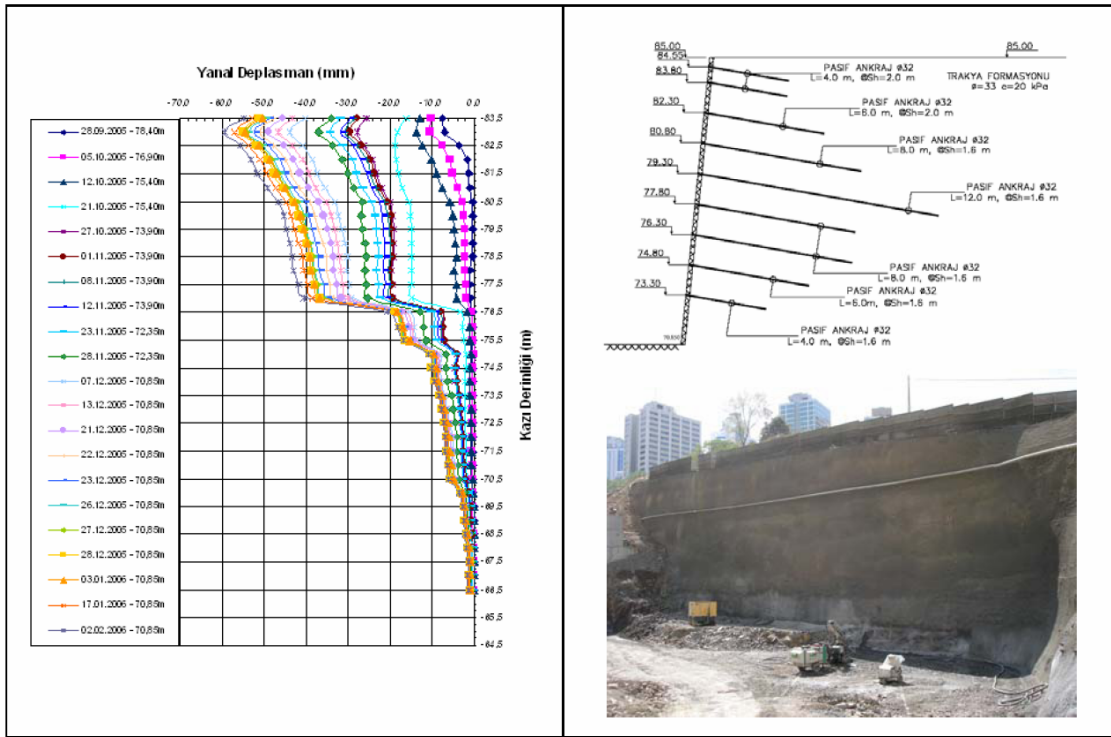 Yanal Deplasman (mm)
-70.0 -60.0 -50.0 -40.0 -30.0 -20.0 -10.0 0.0
28.09.2005 - 78,40m
05.10.2005 - 76,90m
12.10.2005 - 75,40m
21.10.2005 - 75,40m
27.10.2005 - 73,90m
01.11.2005 - 73,90m
08.11.2005 - 73,90m
12.11.2005 - 73,90m
23.11.2005 - 72,35m
28.11.2005 - 72,35m
07.12.2005 - 70,85m
13.12.2005 - 70,85m
21.12.2005 - 70,85m
22.12.2005 - 70,85m
23.12.2005 - 70,85m
26.12.2005 - 70,85m
27.12.2005 - 70,85m
28.12.2005 - 70,85m
03.01.2006 - 70,85m
17.01.2006 - 70,85m
02.02.2006 - 70,85m
-83.5
-82.5
-81.5
-80.5
-79.5
-78.5
-77.5
-76.5
-75.5
-74.5
-73.5
-72.5
-71.5
-70.5
-69.5
-68.5
-67.5
-66.5
-65.5
-64.5
Kazı Derinliği (m)
85.00
84.55
83.80
82.30
80.80
79.30
77.80
76.30
74.80
73.30
85.00
PASIF ANKRAJ Ø32
L=4.0 m, @Sh=2.0 m
TRAKYA FORMASYONU
ø=33 c=20 kPa
PASIF ANKRAJ Ø32
L=6.0 m, @Sh=2.0 m
PASIF ANKRAJ Ø32
L=8.0 m, @Sh=1.6 m
PASIF ANKRAJ Ø32
L=12.0 m, @Sh=1.6 m
PASIF ANKRAJ Ø32
L=8.0 m, @Sh=1.6 m
PASIF ANKRAJ Ø32
L=6.0m, @Sh=1.6 m
PASIF ANKRAJ Ø32
L=4.0 m, @Sh=1.6 m